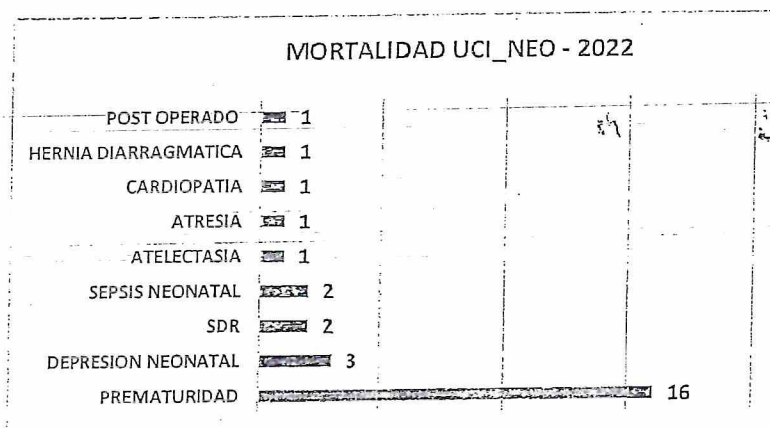 MORTALIDAD UCI_NEO - 2022
POST OPERADO 1
HERNIA DIARRAGMATICA 1
CARDIOPATIA 1
ATRESIA 1
ATELECTASIA 1
SEPSIS NEONATAL 2
SDR 2
DEPRESION NEONATAL 3
PREMATURIDAD 16